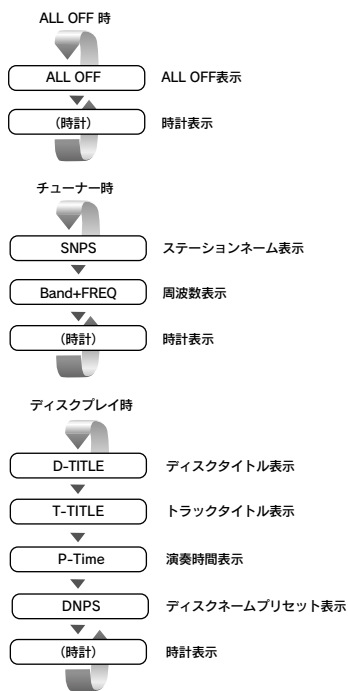 ALL OFF 時
ALL OFF ALL OFF表示
(時計) 時計表示
チューナー時
SNPS ステーションネーム表示
Band+FREQ 周波数表示
(時計) 時計表示
ディスクプレイ時
D-TITLE ディスクタイトル表示
T-TITLE トラックタイトル表示
P-Time 演奏時間表示
DNPS ディスクネームプリセット表示
(時計) 時計表示